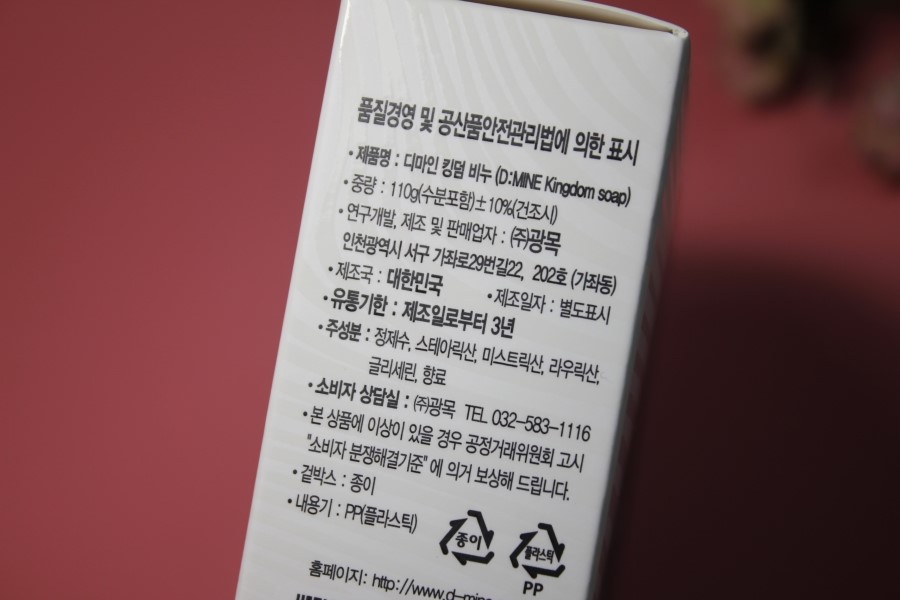 품질경영 및 공산품안전관리법에 의한 표시
• 제품명 : 디마인 킹덤 비누 (D:MINE Kingdom soap)
• 중량 : 110g(수분포함)±10%(건조시)
• 연구개발, 제조 및 판매업자 : ㈜광목
인천광역시 서구 가좌로29번길22, 202호 (가좌동)
• 제조국 : 대한민국 • 제조일자 : 별도표시
• 유통기한 : 제조일로부터 3년
• 주성분 : 정제수, 스테아릭산, 미스트릭산, 라우릭산,
글리세린, 향료
• 소비자 상담실 : ㈜광목 TEL 032-583-1116
• 본 상품에 이상이 있을 경우 공정거래위원회 고시
"소비자 분쟁해결기준" 에 의거 보상해 드립니다.
• 겉박스 : 종이
• 내용기 : PP(플라스틱)
종이 플라스틱
PP
홈페이지: http://www.d-mine